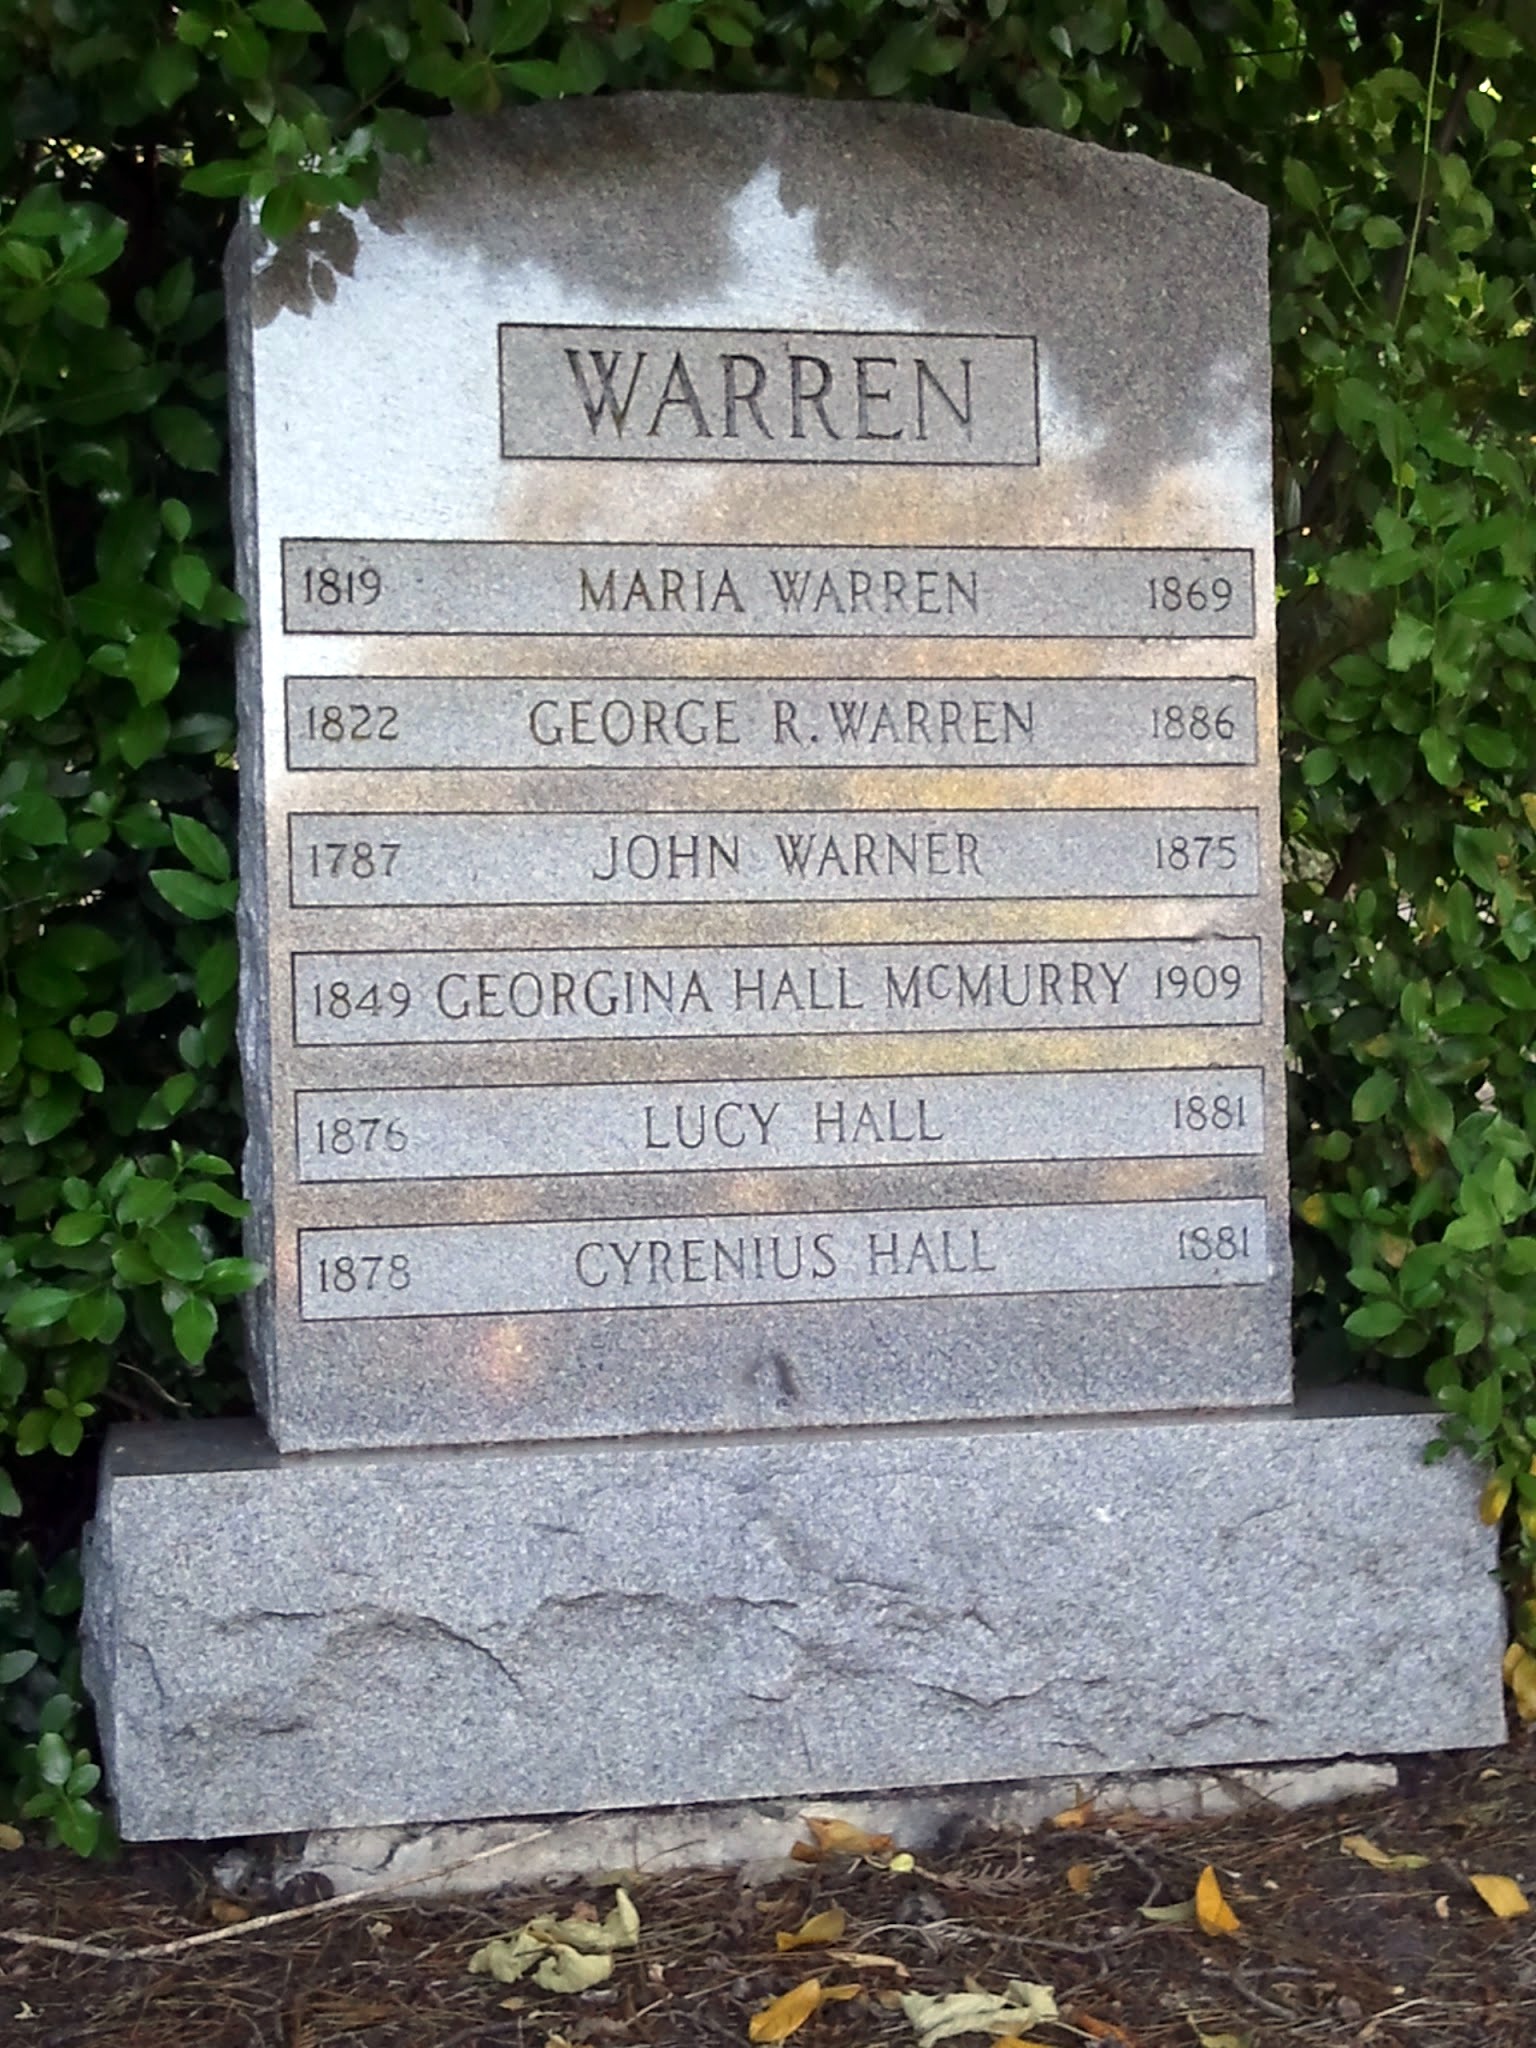 WARREN
1819 MARIA WARREN 1869
1822 GEORGE R. WARREN 1886
1787 JOHN WARNER 1875
1849 GEORGINA HALL McMURRY 1909
1876 LUCY HALL 1881
1878 CYRENIUS HALL 1881